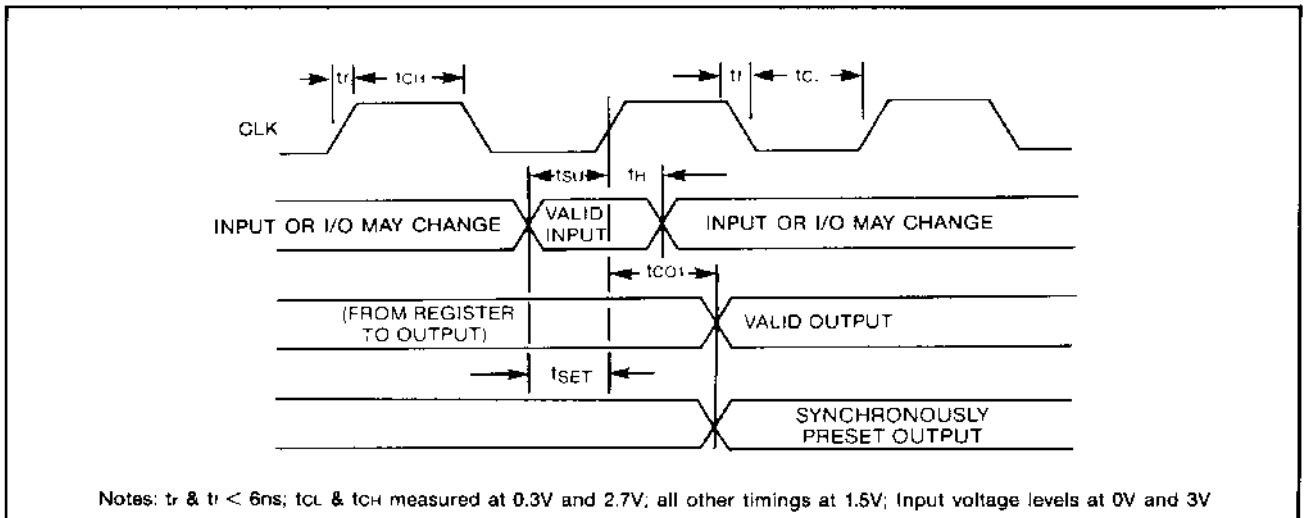 tr tCH tf tCL
CLK
tSU tH
INPUT OR I/O MAY CHANGE VALID INPUT INPUT OR I/O MAY CHANGE
tCO1
(FROM REGISTER TO OUTPUT) VALID OUTPUT
tSET
SYNCHRONOUSLY
PRESET OUTPUT
Notes: tr & tf < 6ns; tCL & tCH measured at 0.3V and 2.7V; all other timings at 1.5V; Input voltage levels at 0V and 3V